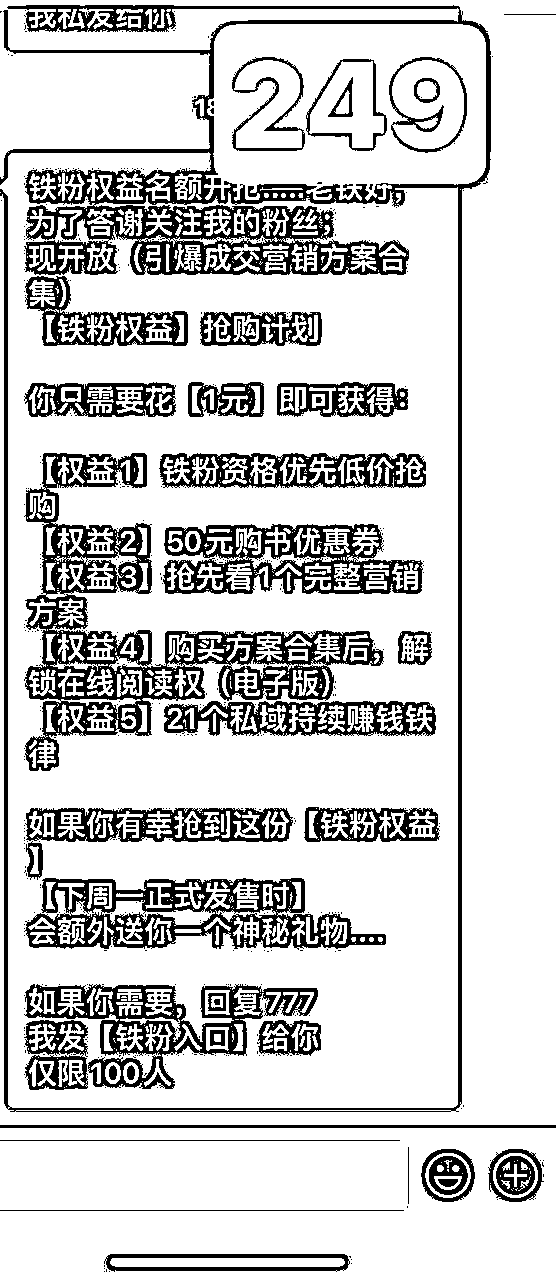 我私发给你
249
18
铁粉权益名额开抢……老铁好，
为了答谢关注我的粉丝；
现开放（引爆成交营销方案合
集）
【铁粉权益】抢购计划
你只需要花【1元】即可获得：
【权益1】铁粉资格优先低价抢
购
【权益2】50元购书优惠券
【权益3】抢先看1个完整营销
方案
【权益4】购买方案合集后，解
锁在线阅读权（电子版）
【权益5】21个私域持续赚钱铁
律
如果你有幸抢到这份【铁粉权益
】
【下周一正式发售时】
会额外送你一个神秘礼物....
如果你需要，回复777
我发【铁粉入口】给你
仅限100人